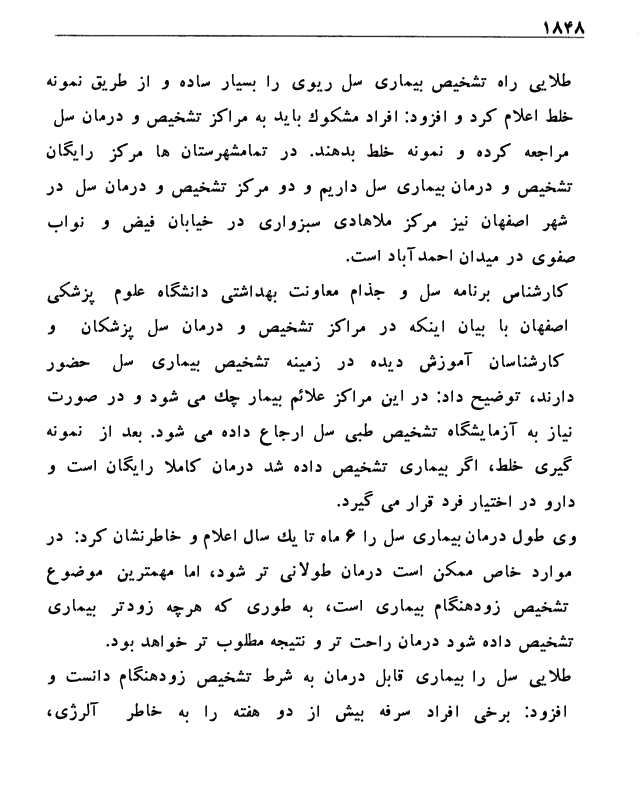 ۱۸۴۸
طلایی راه تشخیص بیماری سل ریوی را بسیار ساده و از طریق نمونه
خلط اعلام کرد و افزود: افراد مشکوك باید به مراکز تشخیص و درمان سل
مراجعه کرده و نمونه خلط بدهند. در تمامشهرستان ها مرکز رایگان
تشخیص و درمان بیماری سل داریم و دو مرکز تشخیص و درمان سل در
شهر اصفهان نیز مرکز ملاهادی سبزواری در خیابان فیض و نواب
صفوی در میدان احمدآباد است.
کارشناس برنامه سل و جذام معاونت بهداشتی دانشگاه علوم پزشکی
اصفهان با بیان اینکه در مراکز تشخیص و درمان سل پزشکان و
کارشناسان آموزش دیده در زمینه تشخیص بیماری سل حضور
دارند، توضیح داد: در این مراکز علائم بیمار چك می شود و در صورت
نیاز به آزمایشگاه تشخیص طبی سل ارجاع داده می شود. بعد از نمونه
گیری خلط، اگر بیماری تشخیص داده شد درمان کاملا رایگان است و
دارو در اختیار فرد قرار می گیرد.
وی طول درمان بیماری سل را ۶ ماه تا یك سال اعلام و خاطرنشان کرد: در
موارد خاص ممکن است درمان طولانی تر شود، اما مهمترین موضوع
تشخیص زودهنگام بیماری است، به طوری که هرچه زودتر بیماری
تشخیص داده شود درمان راحت تر و نتیجه مطلوب تر خواهد بود.
طلایی سل را بیماری قابل درمان به شرط تشخیص زودهنگام دانست و
افزود: برخی افراد سرفه بیش از دو هفته را به خاطر آلرژی،